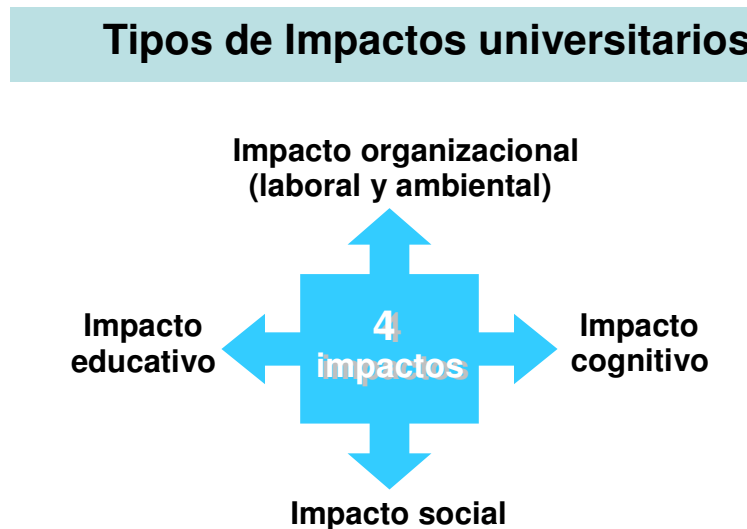 Tipos de Impactos universitarios
Impacto organizacional
(laboral y ambiental)
Impacto
educativo
4
impactos
Impacto
cognitivo
Impacto social